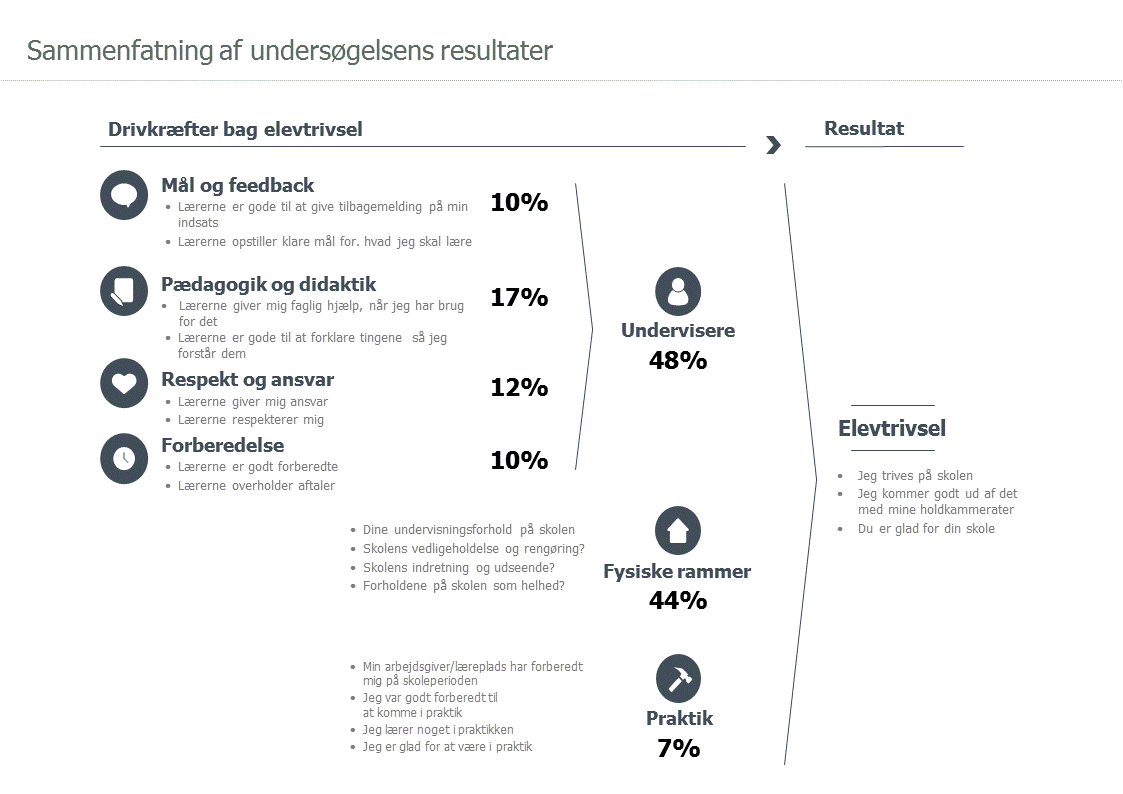 Sammenfatning af undersøgelsens resultater
Drivkræfter bag elevtrivsel
Resultat
Mål og feedback
• Lærerne er gode til at give tilbagemelding på min
indsats
• Lærerne opstiller klare mål for. hvad jeg skal lære
10%
Pædagogik og didaktik
• Lærerne giver mig faglig hjælp, når jeg har brug
for det
• Lærerne er gode til at forklare tingene så jeg
forstår dem
17%
Respekt og ansvar
• Lærerne giver mig ansvar
• Lærerne respekterer mig
12%
Forberedelse
• Lærerne er godt forberedte
• Lærerne overholder aftaler
10%
Undervisere
48%
• Dine undervisningsforhold på skolen
• Skolens vedligeholdelse og rengøring?
• Skolens indretning og udseende?
• Forholdene på skolen som helhed?
Fysiske rammer
44%
• Min arbejdsgiver/læreplads har forberedt
mig på skoleperioden
• Jeg var godt forberedt til
at komme i praktik
• Jeg lærer noget i praktikken
• Jeg er glad for at være i praktik
Praktik
7%
Elevtrivsel
• Jeg trives på skolen
• Jeg kommer godt ud af det
med mine holdkammerater
• Du er glad for din skole